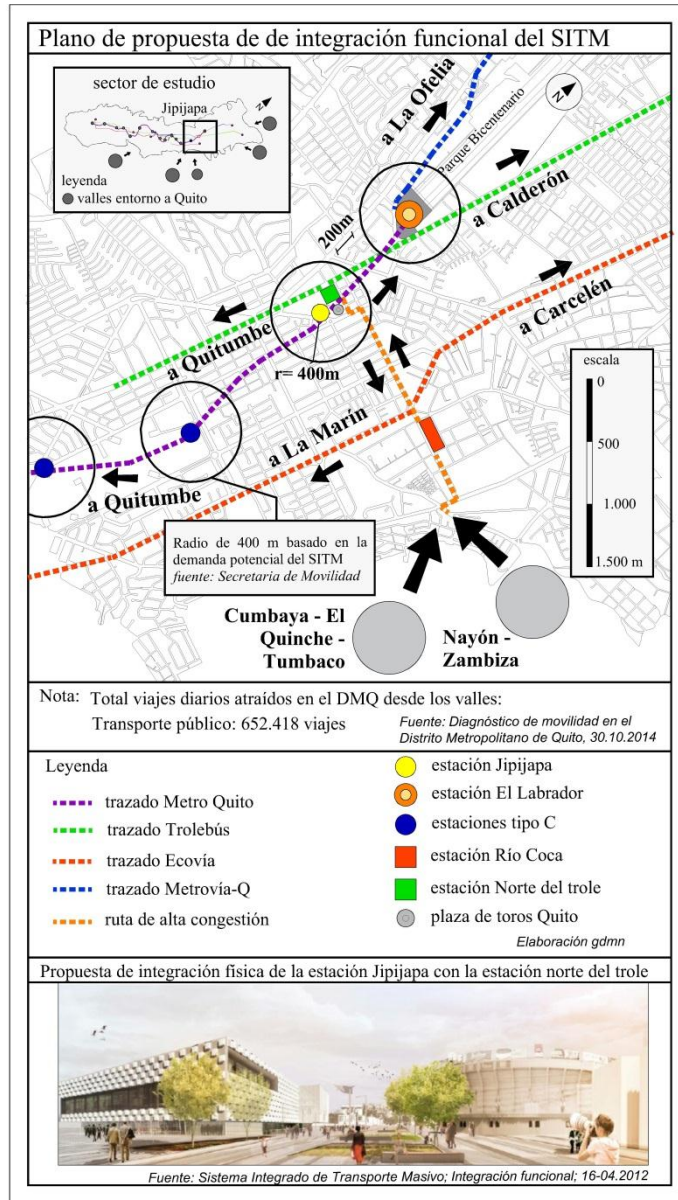 Plano de propuesta de de integración funcional del SITM
sector de estudio
Jipijapa
N
leyenda
valles entorno a Quito
a La Ofelia
Parque Bicentenario
N
a Calderón
200m
a Carcelén
a Quitumbe
r= 400m
a La Marín
a Quitumbe
escala
0
500
1.000
1.500 m
Radio de 400 m basado en la
demanda potencial del SITM
fuente: Secretaria de Movilidad
Cumbaya - El
Quinche -
Tumbaco
Nayón -
Zambiza
Nota: Total viajes diarios atraídos en el DMQ desde los valles:
Transporte público: 652.418 viajes
Fuente: Diagnóstico de movilidad en el
Distrito Metropolitano de Quito, 30.10.2014
Leyenda
trazado Metro Quito
trazado Trolebús
trazado Ecovía
trazado Metrovía-Q
ruta de alta congestión
estación Jipijapa
estación El Labrador
estaciones tipo C
estación Río Coca
estación Norte del trole
plaza de toros Quito
Elaboración gdmn
Propuesta de integración física de la estación Jipijapa con la estación norte del trole
Fuente: Sistema Integrado de Transporte Masivo; Integración funcional; 16-04.2012